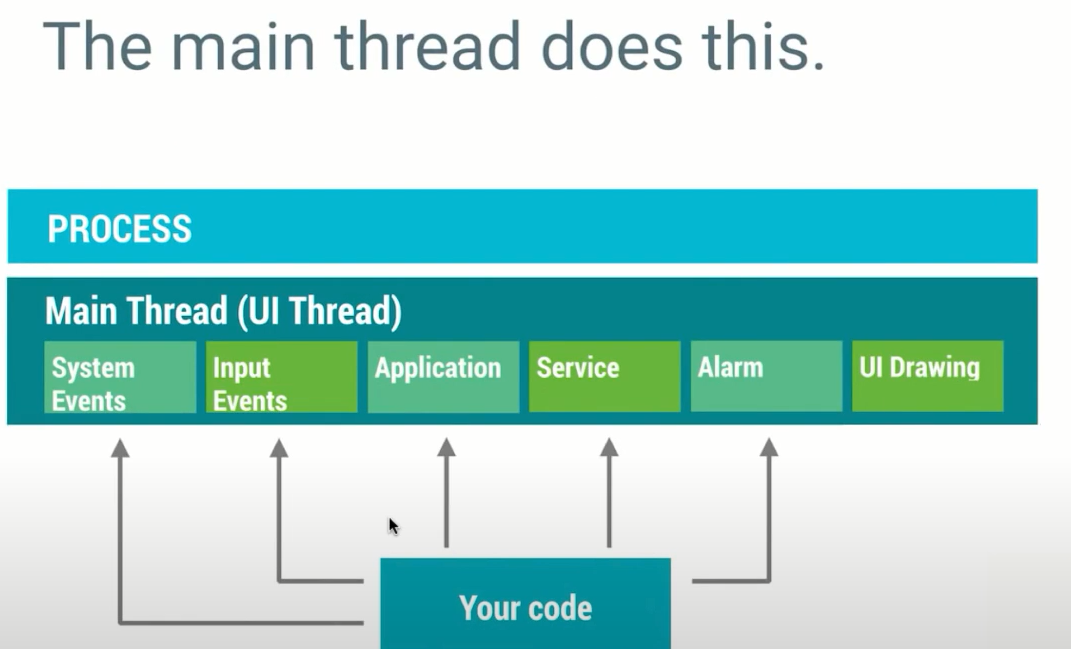 The main thread does this.
PROCESS
Main Thread (UI Thread)
System
Events
Input
Events
Application
Service
Alarm
UI Drawing
Your code